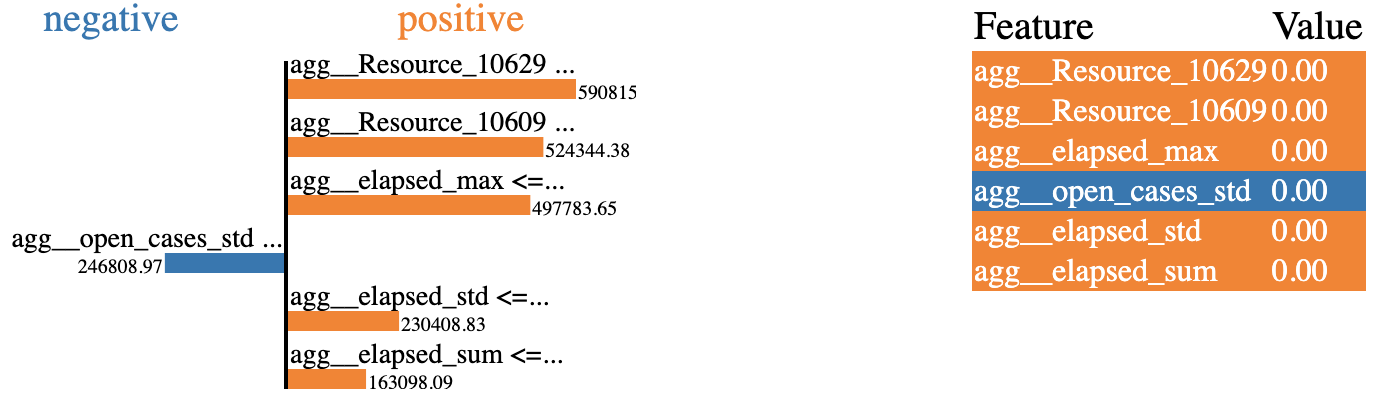 negative positive
agg__Resource_10629 ...
590815
agg__Resource_10609 ...
524344.38
agg__elapsed_max <=...
497783.65
agg__open_cases_std ...
246808.97
agg__elapsed_std <=...
230408.83
agg__elapsed_sum <=...
163098.09
Feature Value
agg__Resource_10629 0.00
agg__Resource_10609 0.00
agg__elapsed_max 0.00
agg__open_cases_std 0.00
agg__elapsed_std 0.00
agg__elapsed_sum 0.00